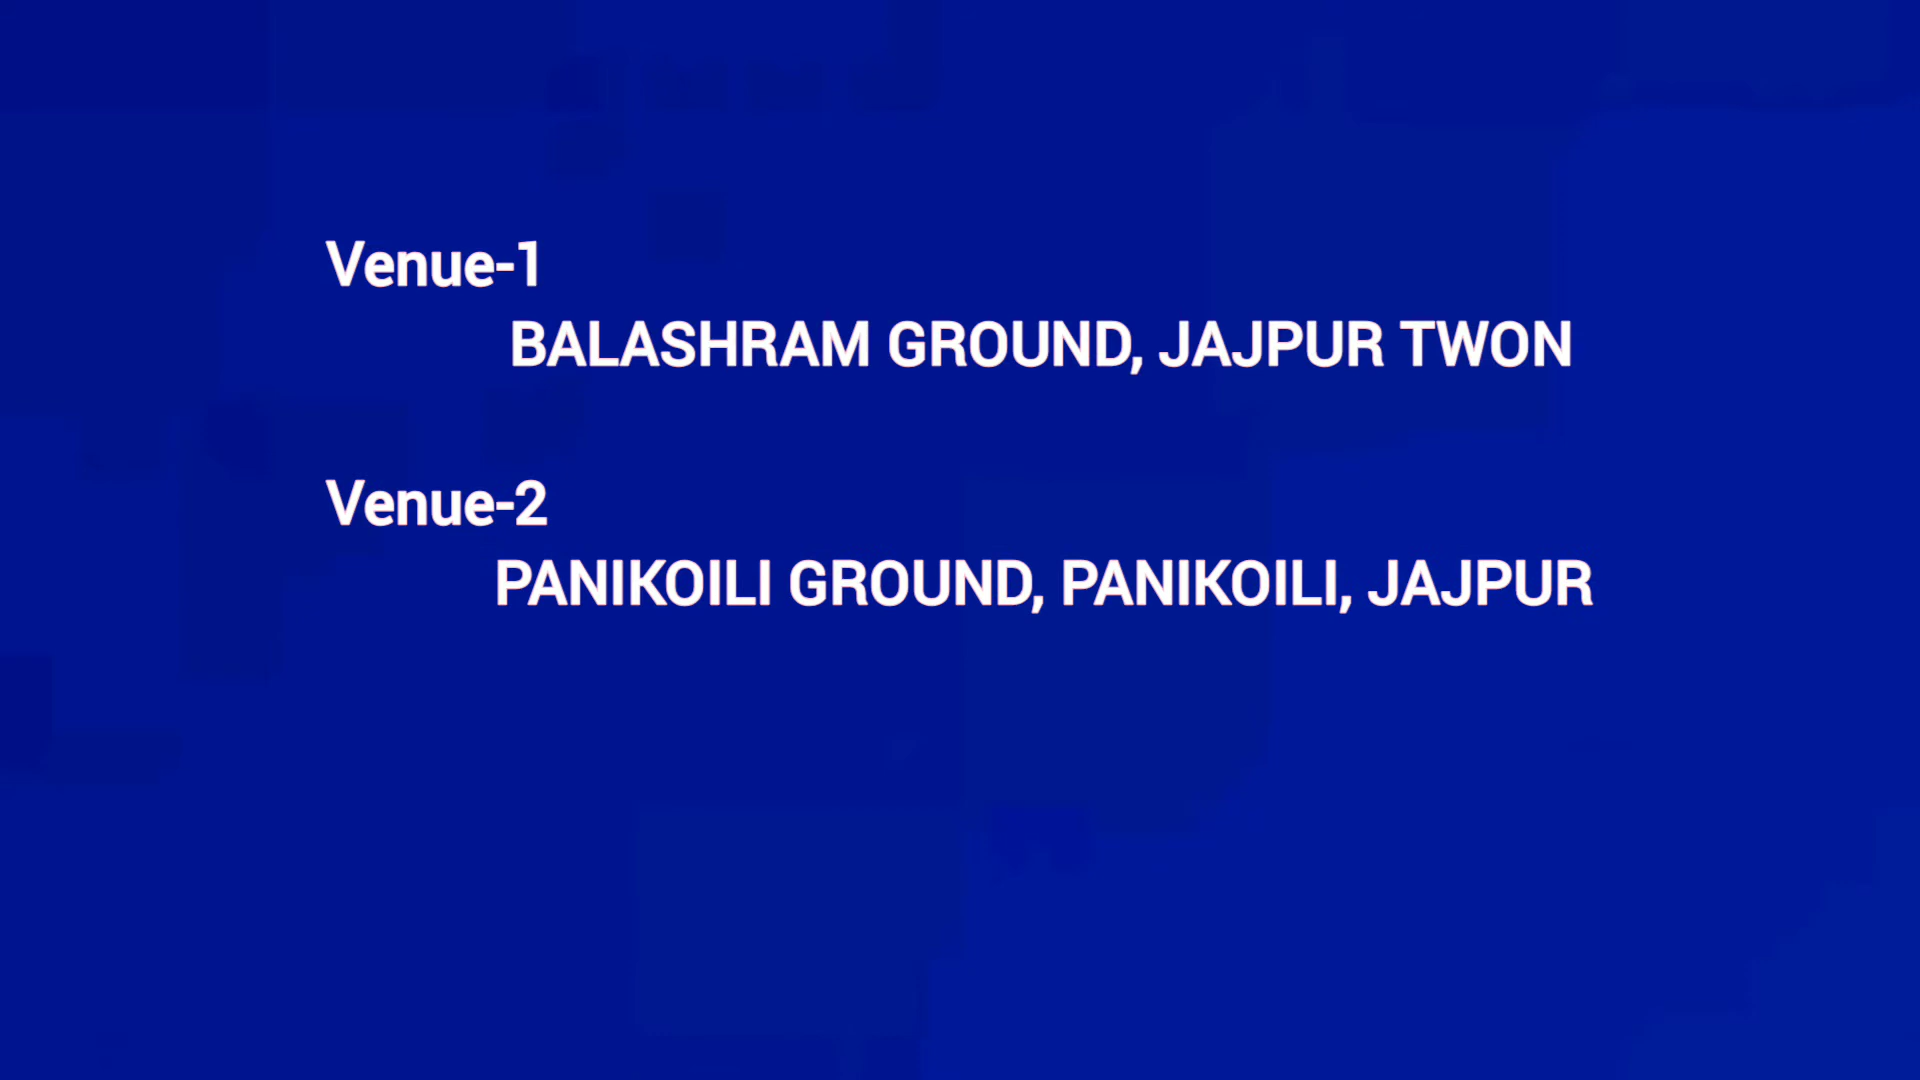 Venue-1
BALASHRAM GROUND, JAJPUR TWON
Venue-2
PANIKOILI GROUND, PANIKOILI, JAJPUR